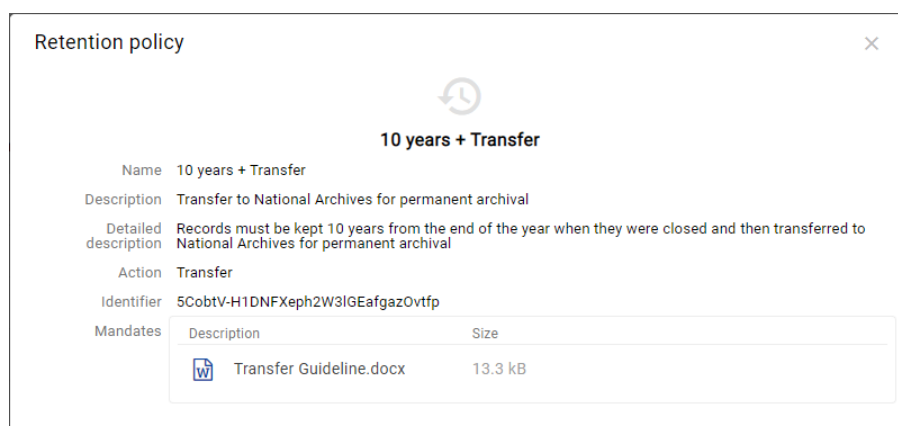 Retention policy
10 years + Transfer
Name 10 years + Transfer
Description Transfer to National Archives for permanent archival
Detailed description Records must be kept 10 years from the end of the year when they were closed and then transferred to
National Archives for permanent archival
Action Transfer
Identifier 5CobtV-H1DNFXeph2W3lGEafgazOvtfp
Mandates Description Size
Transfer Guideline.docx 13.3 kB